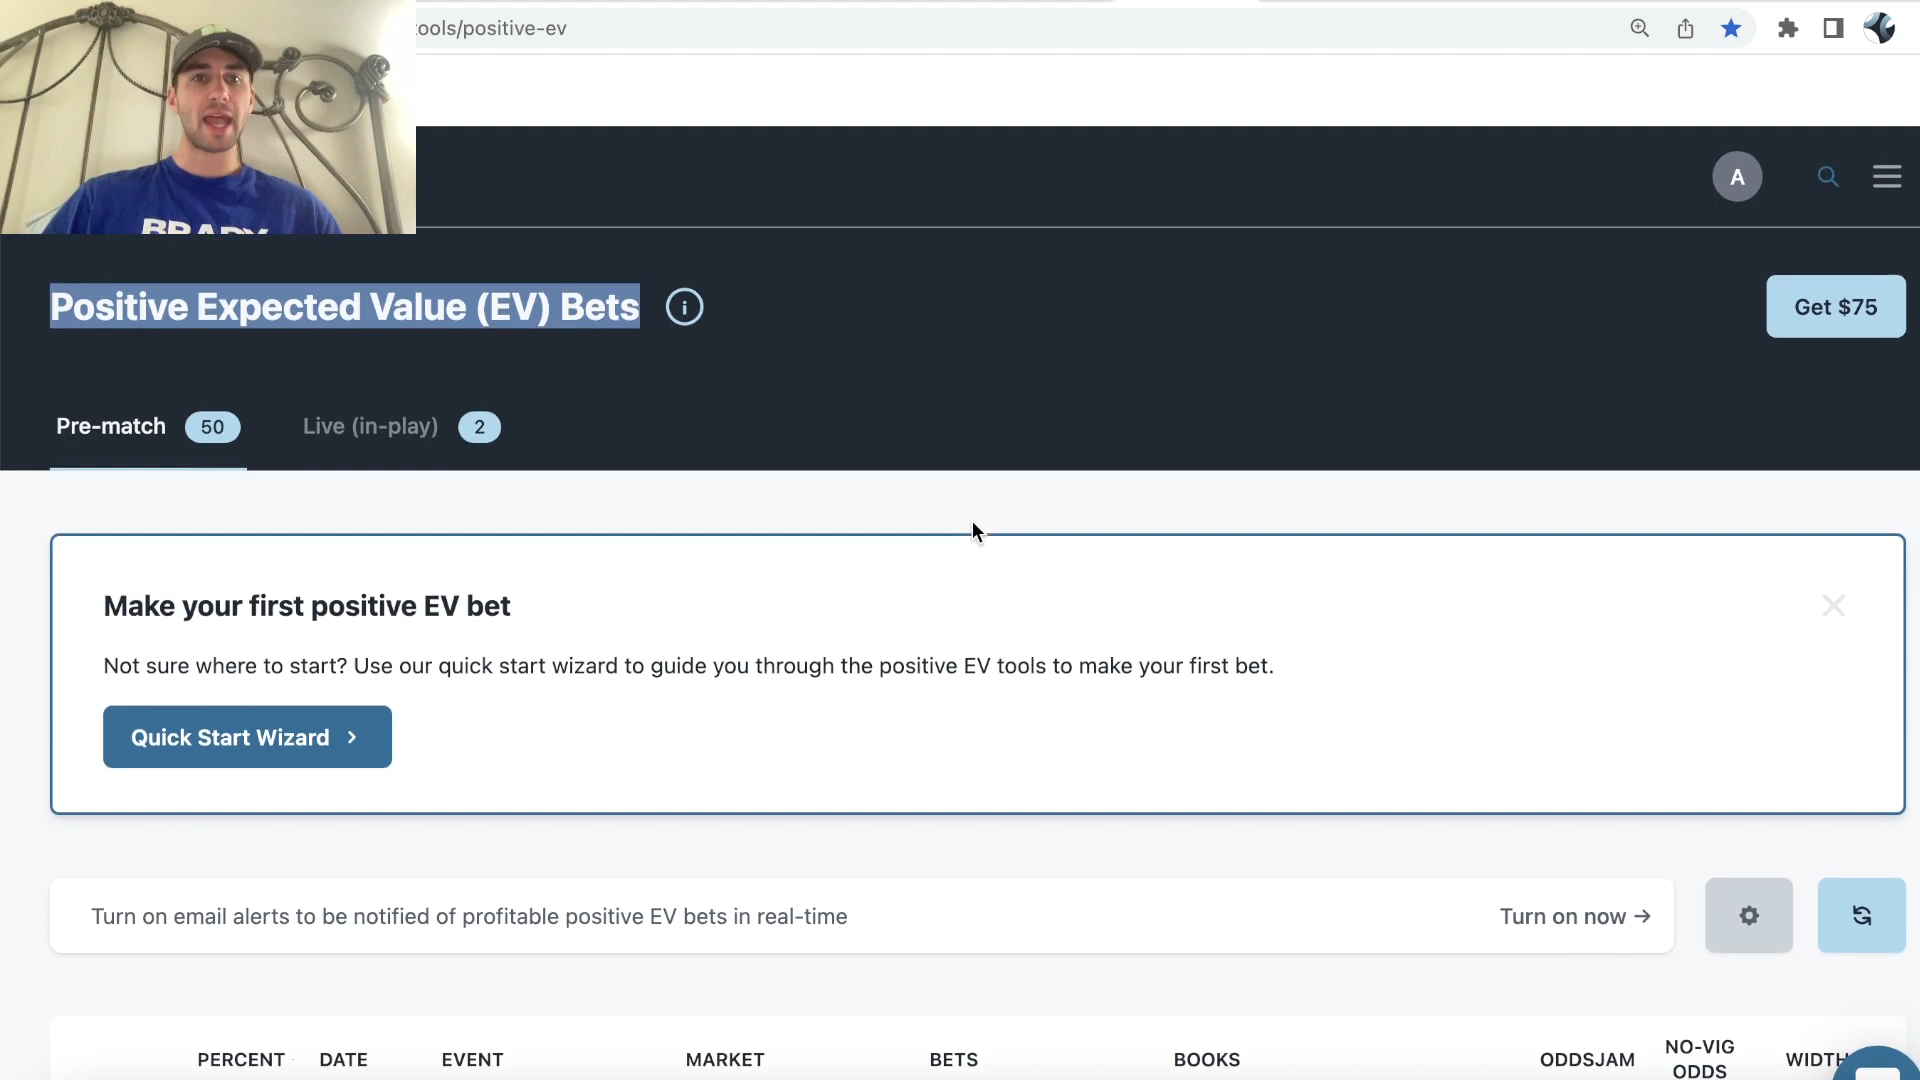 tools/positive-ev
BRADY
A
Positive Expected Value (EV) Bets
i
Get $75
Pre-match 50
Live (in-play) 2
Make your first positive EV bet
Not sure where to start? Use our quick start wizard to guide you through the positive EV tools to make your first bet.
Quick Start Wizard >
Turn on email alerts to be notified of profitable positive EV bets in real-time
Turn on now →
PERCENT DATE EVENT MARKET BETS BOOKS ODDSJAM NO-VIG ODDS WIDTH